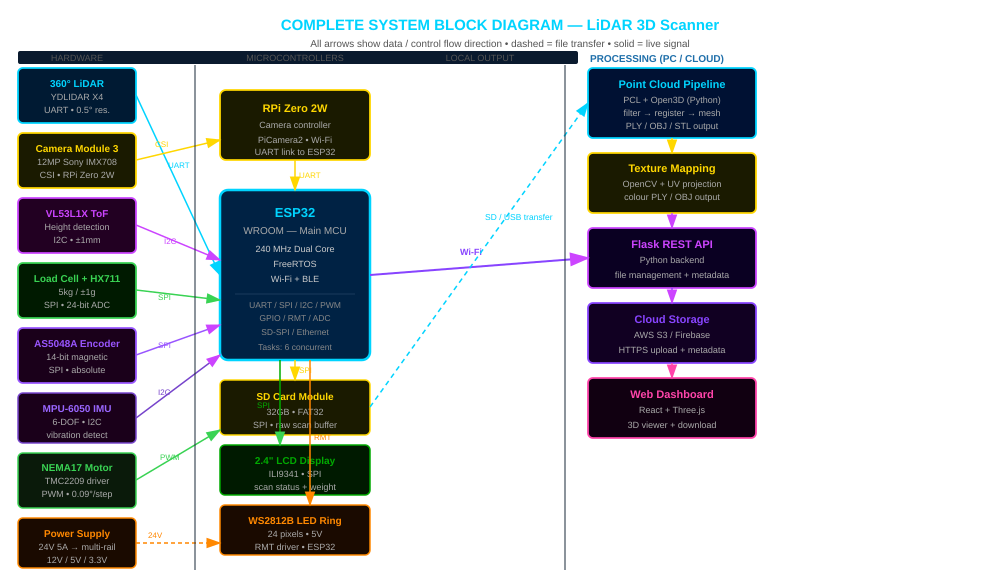 COMPLETE SYSTEM BLOCK DIAGRAM — LiDAR 3D Scanner
All arrows show data / control flow direction • dashed = file transfer • solid = live signal
HARDWARE
MICROCONTROLLERS
LOCAL OUTPUT
PROCESSING (PC / CLOUD)
360° LiDAR
YDLIDAR X4
UART • 0.5° res.
Camera Module 3
12MP Sony IMX708
CSI • RPi Zero 2W
VL53L1X ToF
Height detection
I2C • ±1mm
Load Cell + HX711
5kg / ±1g
SPI • 24-bit ADC
AS5048A Encoder
14-bit magnetic
SPI • absolute
MPU-6050 IMU
6-DOF • I2C
vibration detect
NEMA17 Motor
TMC2209 driver
PWM • 0.09°/step
Power Supply
24V 5A → multi-rail
12V / 5V / 3.3V
CSI
UART
I2C
SPI
SPI
I2C
PWM
24V
RPi Zero 2W
Camera controller
PiCamera2 • Wi-Fi
UART link to ESP32
UART
ESP32
WROOM — Main MCU
240 MHz Dual Core
FreeRTOS
Wi-Fi + BLE
UART / SPI / I2C / PWM
GPIO / RMT / ADC
SD-SPI / Ethernet
Tasks: 6 concurrent
SPI
SD Card Module
32GB • FAT32
SPI • raw scan buffer
SPI
RMT
2.4" LCD Display
ILI9341 • SPI
scan status + weight
WS2812B LED Ring
24 pixels • 5V
RMT driver • ESP32
SD / USB transfer
Wi-Fi
Point Cloud Pipeline
PCL + Open3D (Python)
filter → register → mesh
PLY / OBJ / STL output
Texture Mapping
OpenCV + UV projection
colour PLY / OBJ output
Flask REST API
Python backend
file management + metadata
Cloud Storage
AWS S3 / Firebase
HTTPS upload + metadata
Web Dashboard
React + Three.js
3D viewer + download